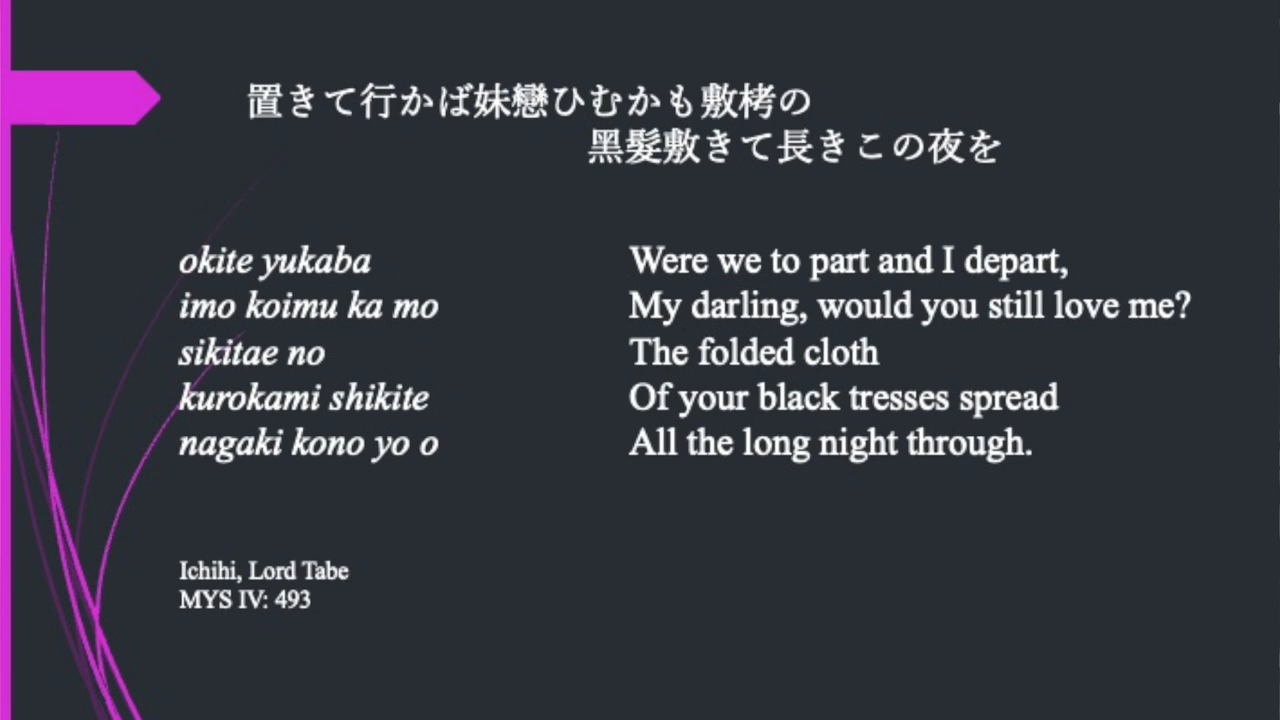 置きて行かば妹戀ひむかも敷栲の
黑髮敷きて長きこの夜を
okite yukaba
imo koimu ka mo
sikitae no
kurokami shikite
nagaki kono yo o
Were we to part and I depart,
My darling, would you still love me?
The folded cloth
Of your black tresses spread
All the long night through.
Ichihi, Lord Tabe
MYS IV: 493